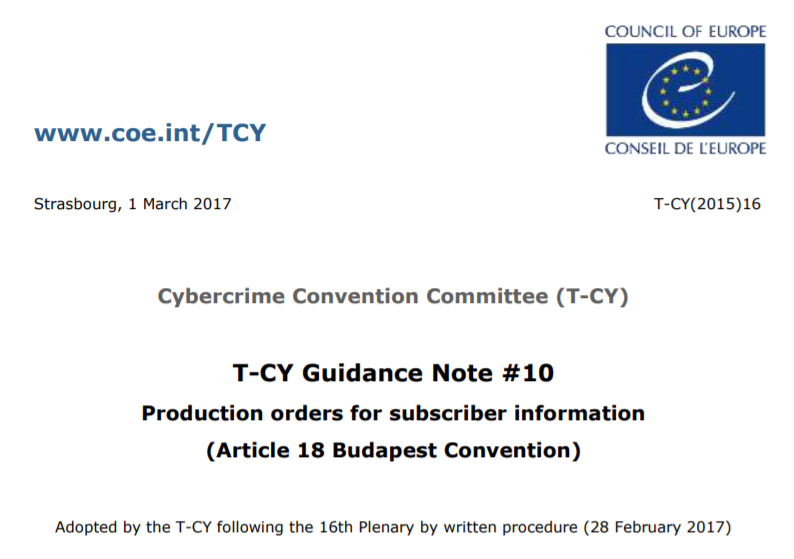 COUNCIL OF EUROPE
CONSEIL DE L'EUROPE
www.coe.int/TCY
Strasbourg, 1 March 2017
T-CY(2015)16
Cybercrime Convention Committee (T-CY)
T-CY Guidance Note #10
Production orders for subscriber information
(Article 18 Budapest Convention)
Adopted by the T-CY following the 16th Plenary by written procedure (28 February 2017)